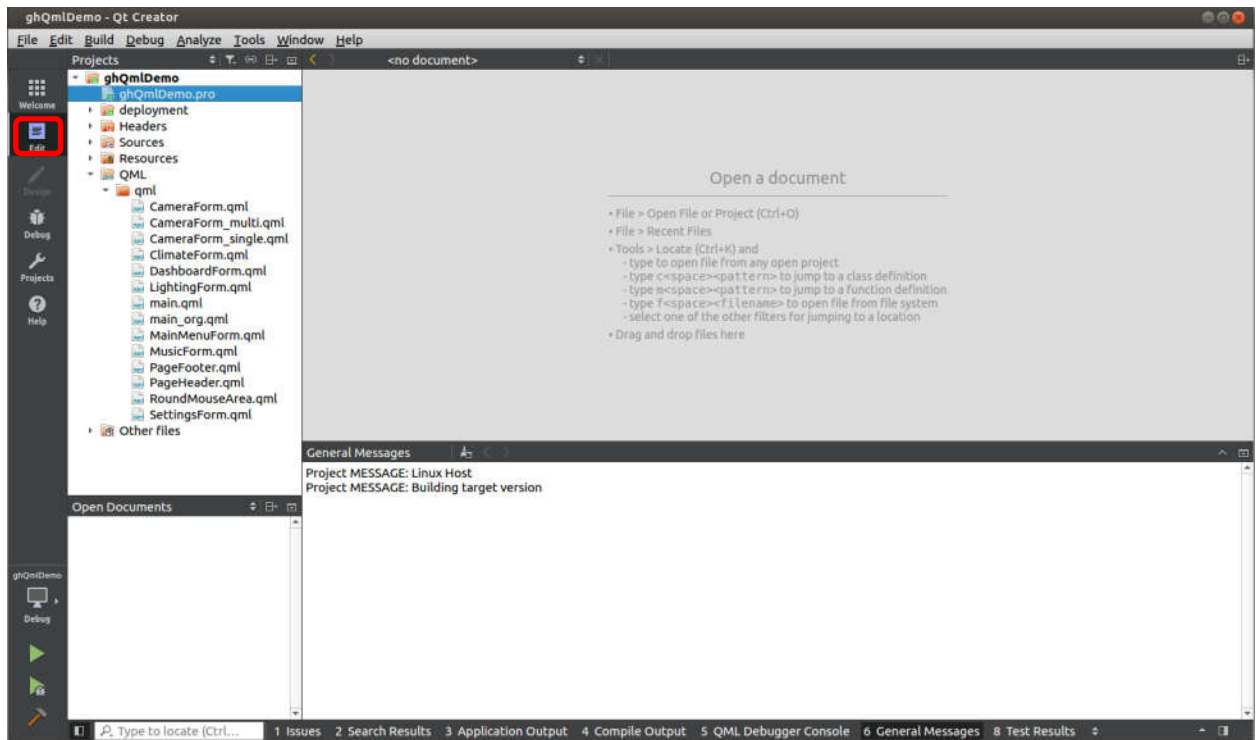 ghQmlDemo - Qt Creator
File Edit Build Debug Analyze Tools Window Help
Projects
<no document>
Welcome
Edit
Design
Debug
Projects
Help
ghQmlDemo
ghQmlDemo.pro
deployment
Headers
Sources
Resources
QML
qml
CameraForm.qml
CameraForm_multi.qml
CameraForm_single.qml
ClimateForm.qml
DashboardForm.qml
LightingForm.qml
main.qml
main_org.qml
MainMenuForm.qml
MusicForm.qml
PageFooter.qml
PageHeader.qml
RoundMouseArea.qml
SettingsForm.qml
Other files
Open a document
• File > Open File or Project (Ctrl+O)
• File > Recent Files
• Tools > Locate (Ctrl+K) and
- type to open file from any open project
- type c<space><pattern> to jump to a class definition
- type m<space><pattern> to jump to a function definition
- type f<space><filename> to open file from file system
- select one of the other filters for jumping to a location
• Drag and drop files here
General Messages
Project MESSAGE: Linux Host
Project MESSAGE: Building target version
Open Documents
ghQmlDemo
Debug
Type to locate (Ctrl... 1 Issues 2 Search Results 3 Application Output 4 Compile Output 5 QML Debugger Console 6 General Messages 8 Test Results